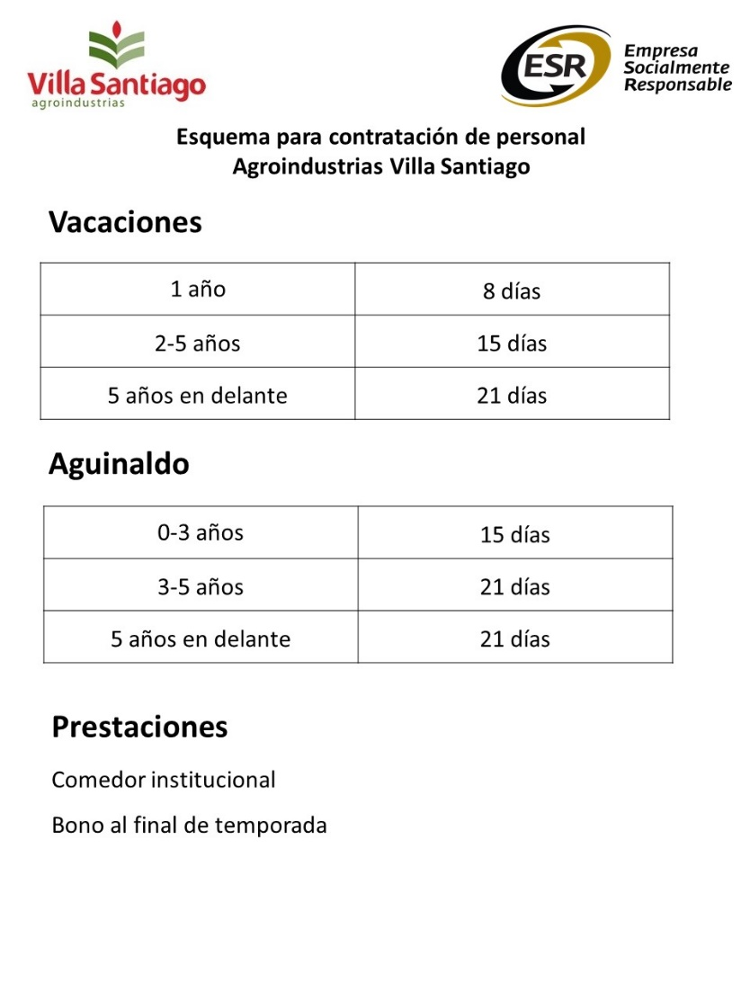 Villa Santiago
agroindustrias
ESR
Empresa
Socialmente
Responsable
Esquema para contratación de personal
Agroindustrias Villa Santiago
Vacaciones
1 año 8 días
2-5 años 15 días
5 años en delante 21 días
Aguinaldo
0-3 años 15 días
3-5 años 21 días
5 años en delante 21 días
Prestaciones
Comedor institucional
Bono al final de temporada